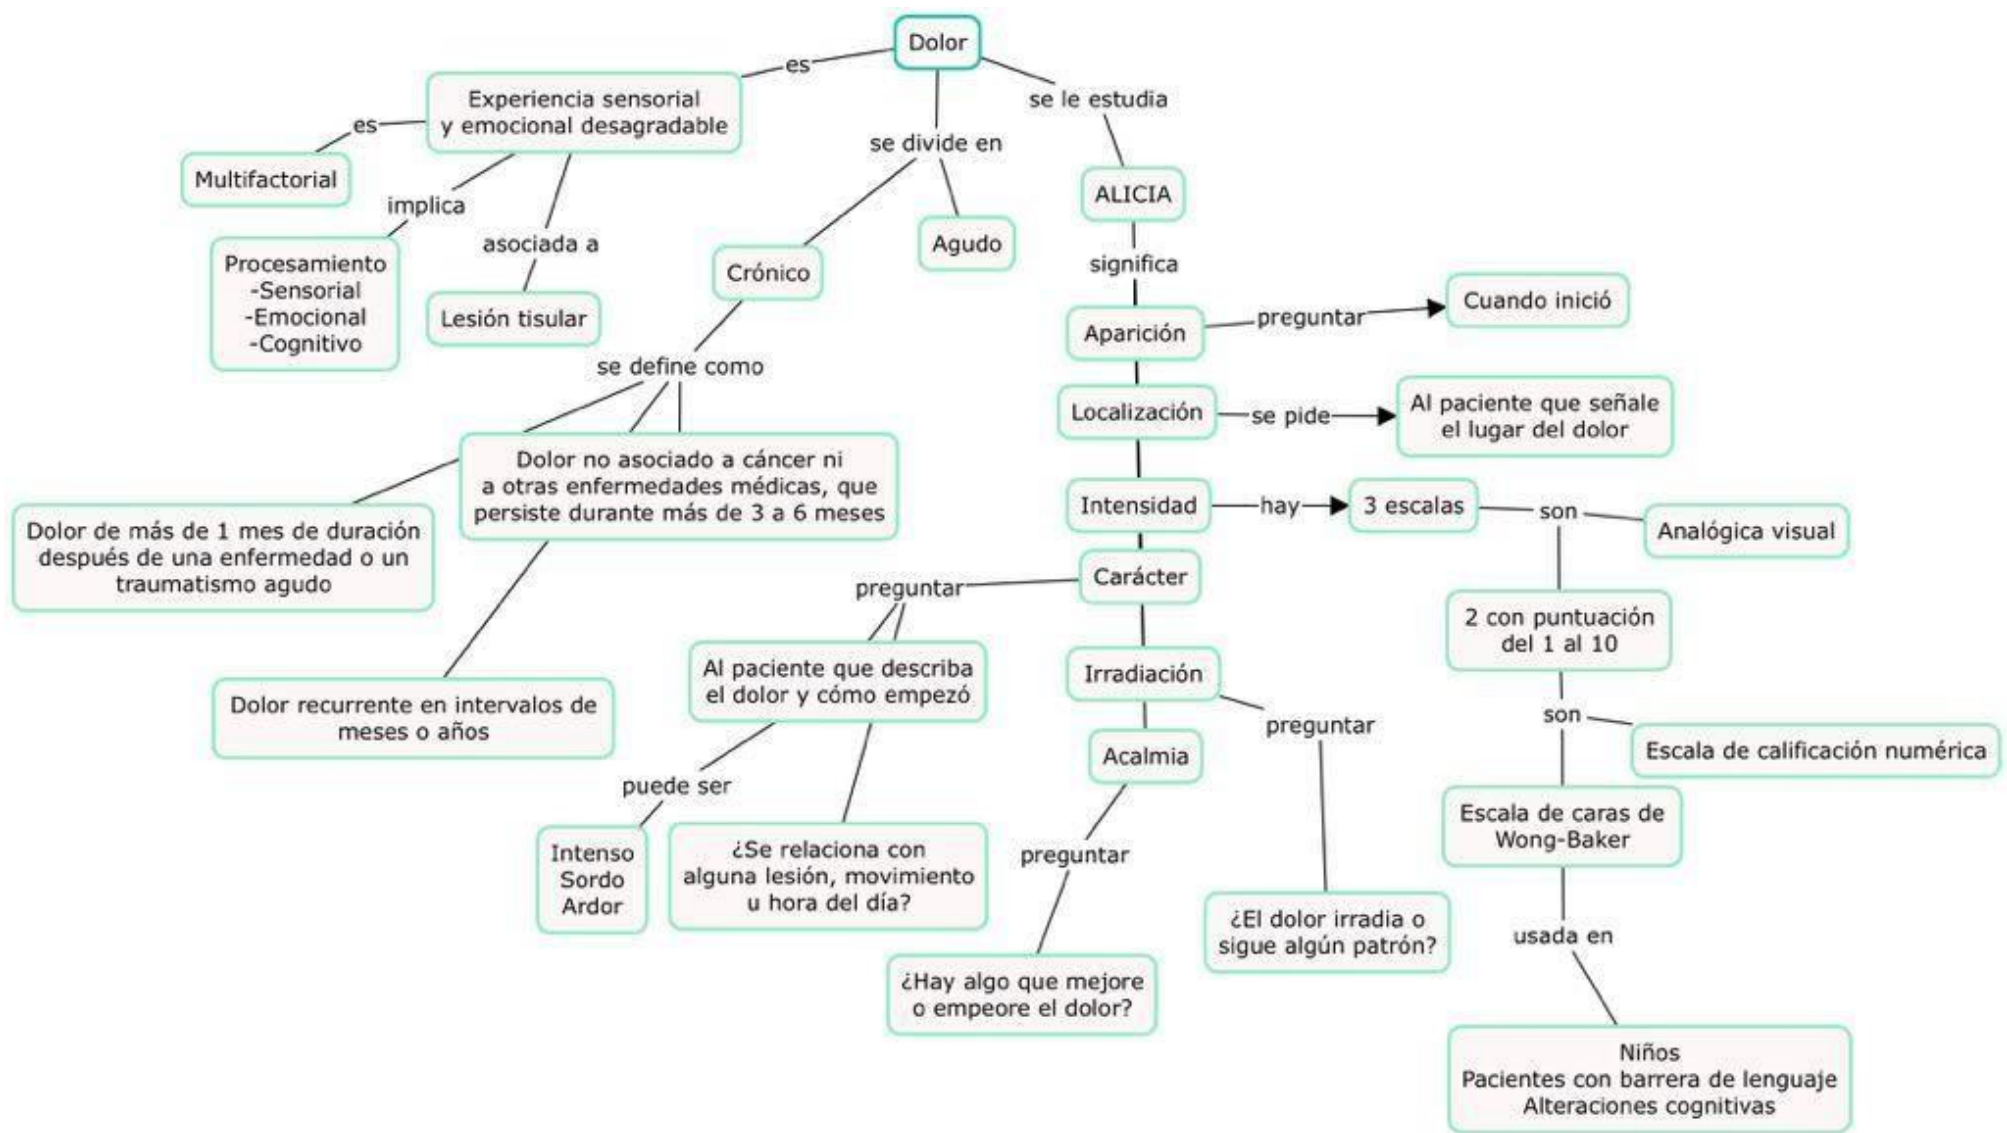 Dolor
es
Experiencia sensorial
y emocional desagradable
es
Multifactorial
implica
Procesamiento
-Sensorial
-Emocional
-Cognitivo
asociada a
Lesión tisular
se divide en
Crónico
Agudo
se define como
Dolor no asociado a cáncer ni
a otras enfermedades médicas, que
persiste durante más de 3 a 6 meses
Dolor de más de 1 mes de duración
después de una enfermedad o un
traumatismo agudo
Dolor recurrente en intervalos de
meses o años
se le estudia
ALICIA
significa
Aparición
preguntar
Cuando inició
Localización
se pide
Al paciente que señale
el lugar del dolor
Intensidad
hay
3 escalas
son
Analógica visual
2 con puntuación
del 1 al 10
son
Escala de calificación numérica
Escala de caras de
Wong-Baker
usada en
Niños
Pacientes con barrera de lenguaje
Alteraciones cognitivas
Carácter
preguntar
Al paciente que describa
el dolor y cómo empezó
puede ser
Intenso
Sordo
Ardor
¿Se relaciona con
alguna lesión, movimiento
u hora del día?
Irradiación
preguntar
¿El dolor irradia o
sigue algún patrón?
Acalmia
preguntar
¿Hay algo que mejore
o empeore el dolor?